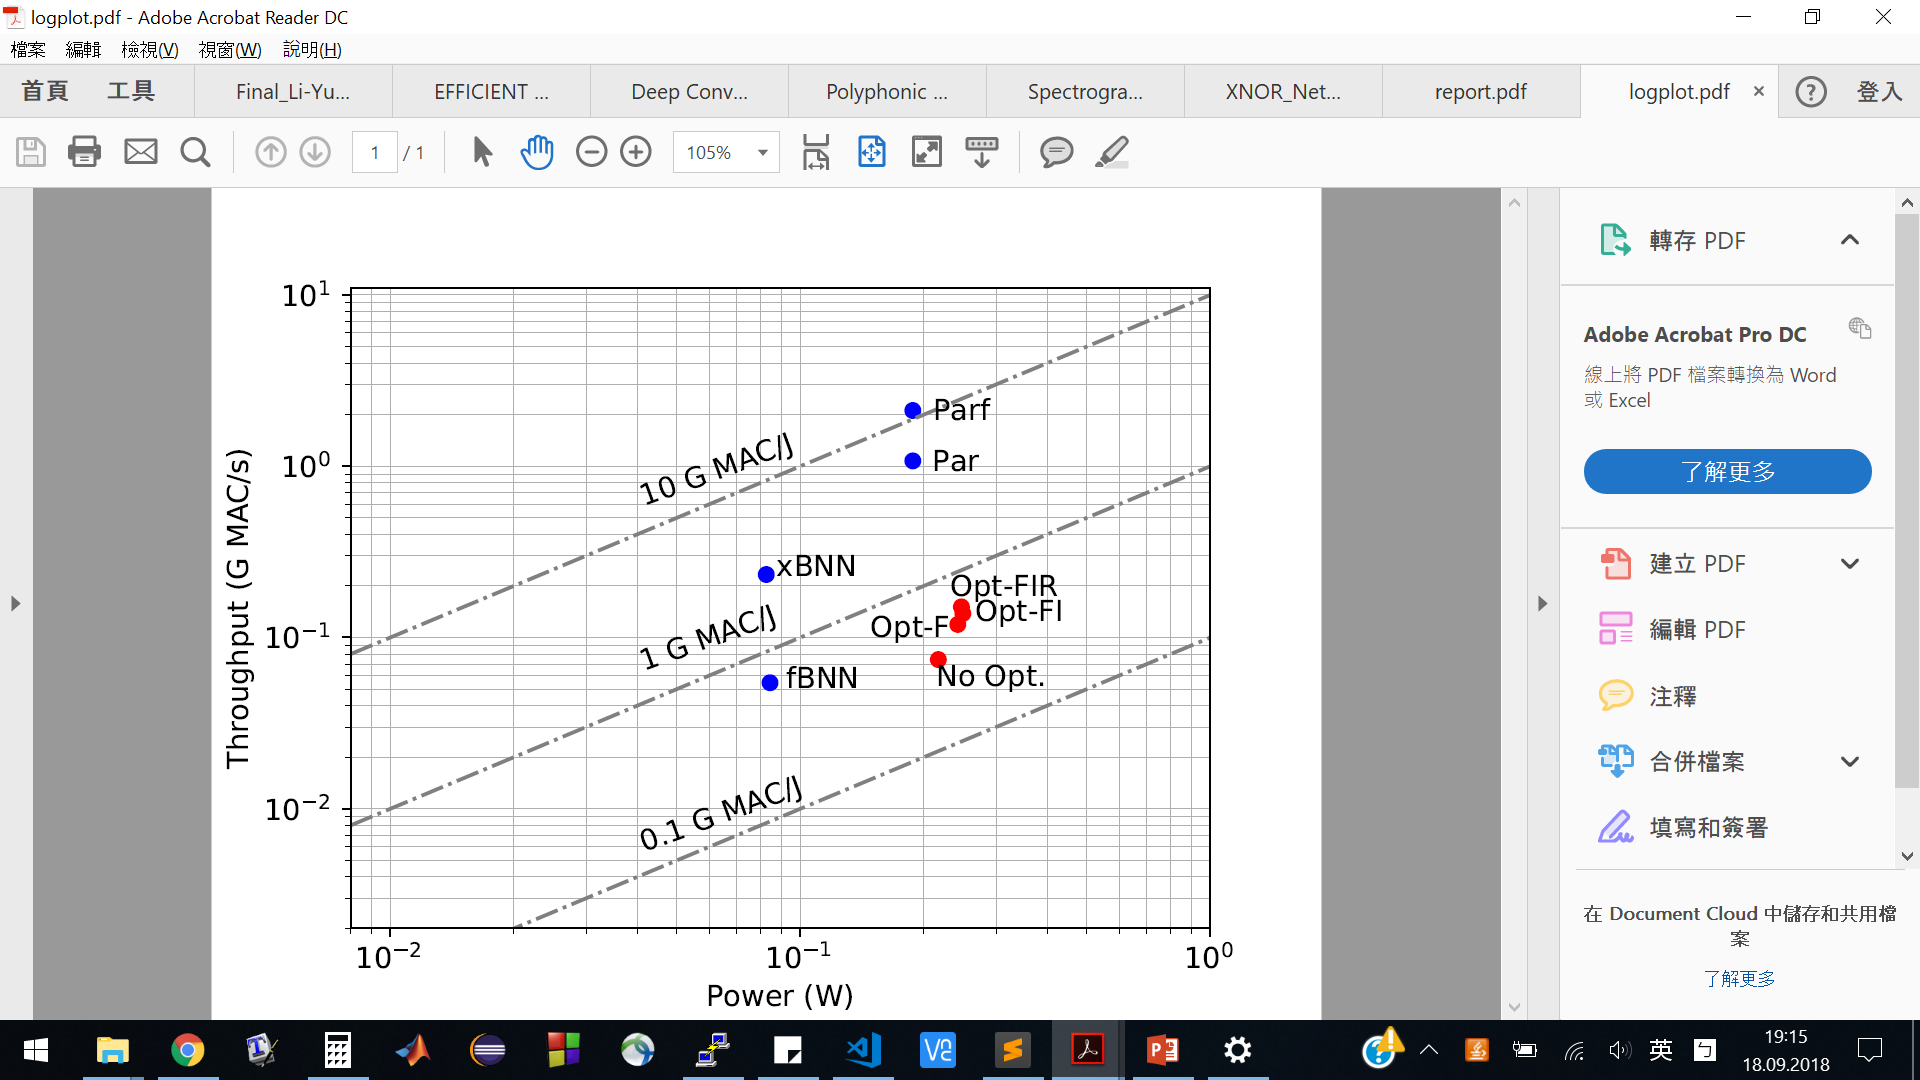 logplot.pdf - Adobe Acrobat Reader DC
檔案 編輯 檢視(V) 視窗(W) 說明(H)
首頁 工具 Final_Li-Yu... EFFICIENT ... Deep Conv... Polyphonic ... Spectrogra... XNOR_Net... report.pdf logplot.pdf × ? 登入
1 / 1 105%
10^1
10^0
10^-1
10^-2
Throughput (G MAC/s)
10 G MAC/J
1 G MAC/J
0.1 G MAC/J
Parf
Par
xBNN
Opt-FIR
Opt-FI
Opt-F
fBNN
No Opt.
10^-2 10^-1 10^0
Power (W)
轉存 PDF
Adobe Acrobat Pro DC
線上將 PDF 檔案轉換為 Word
或 Excel
了解更多
建立 PDF
編輯 PDF
注釋
合併檔案
填寫和簽署
在 Document Cloud 中儲存和共用檔
案
了解更多
英 ㄅ
19:15
18.09.2018